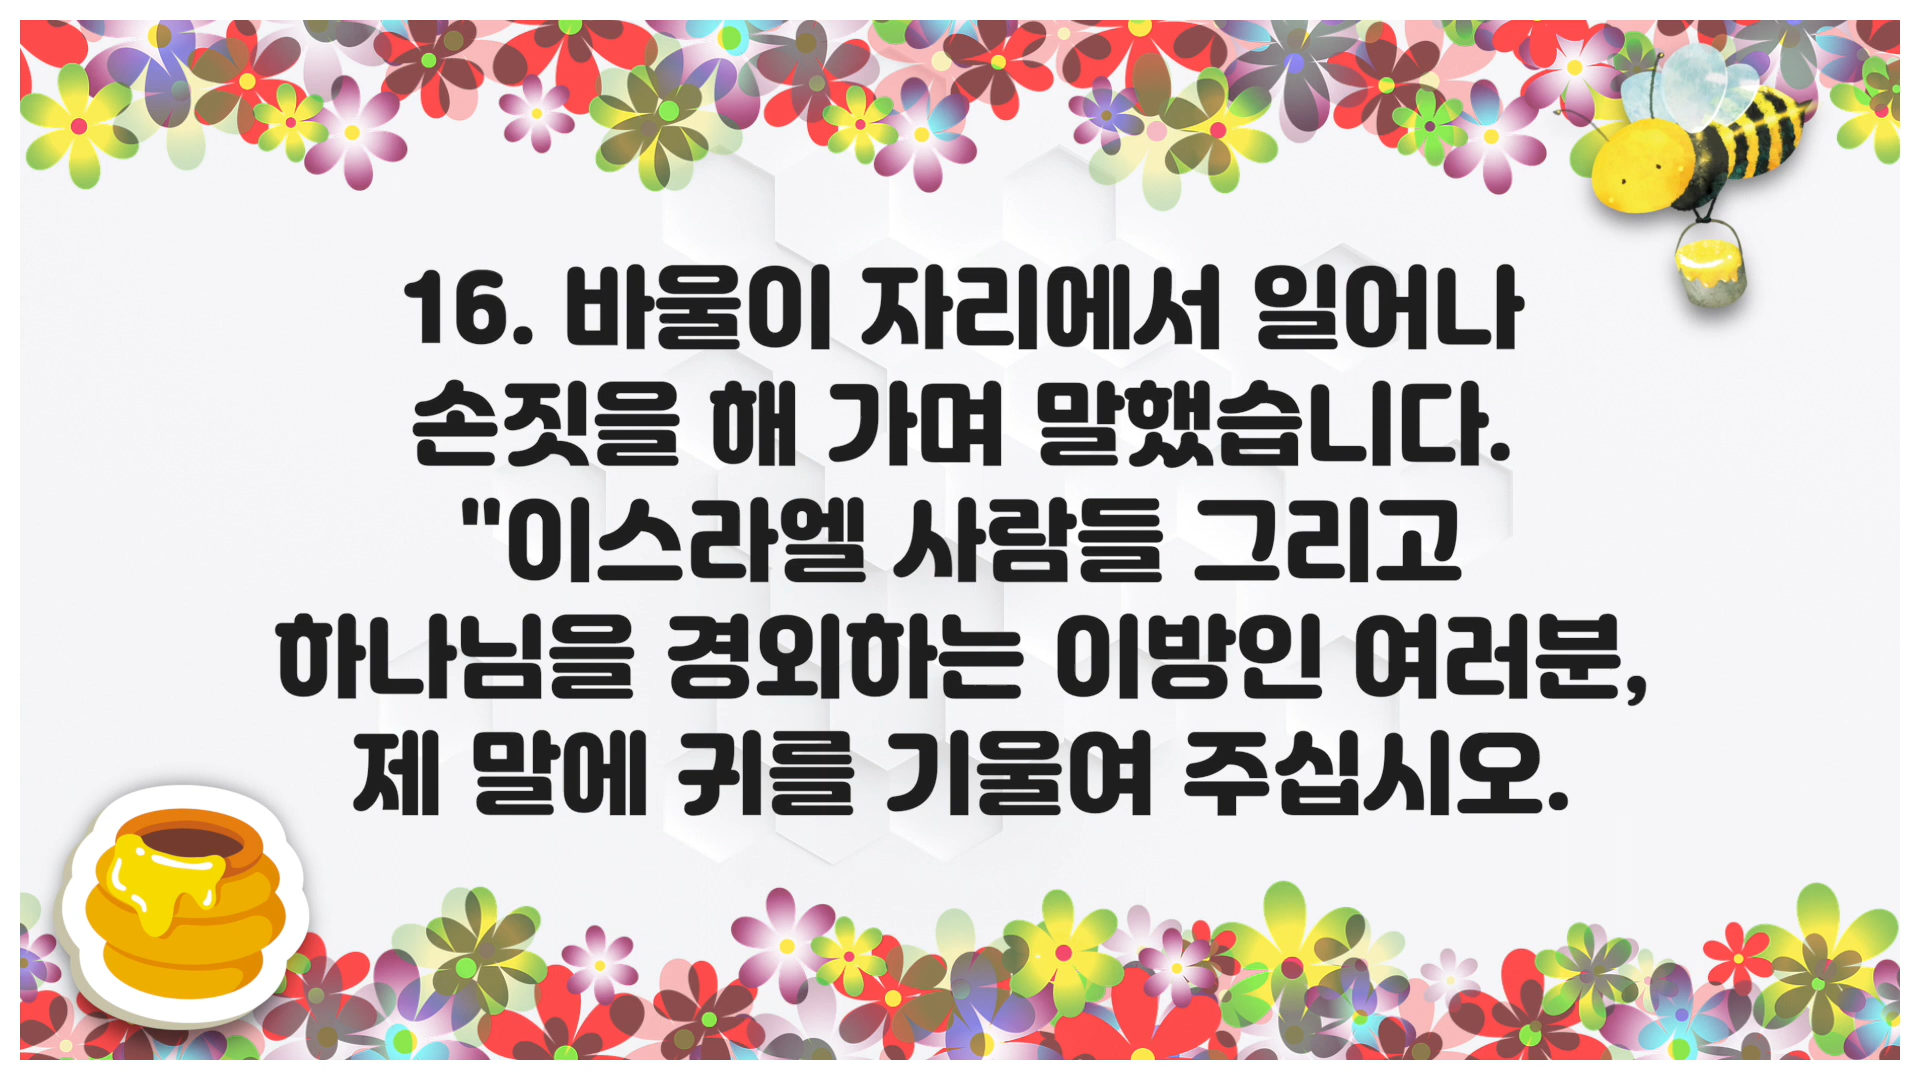 16. 바울이 자리에서 일어나
손짓을 해 가며 말했습니다.
"이스라엘 사람들 그리고
하나님을 경외하는 이방인 여러분,
제 말에 귀를 기울여 주십시오.